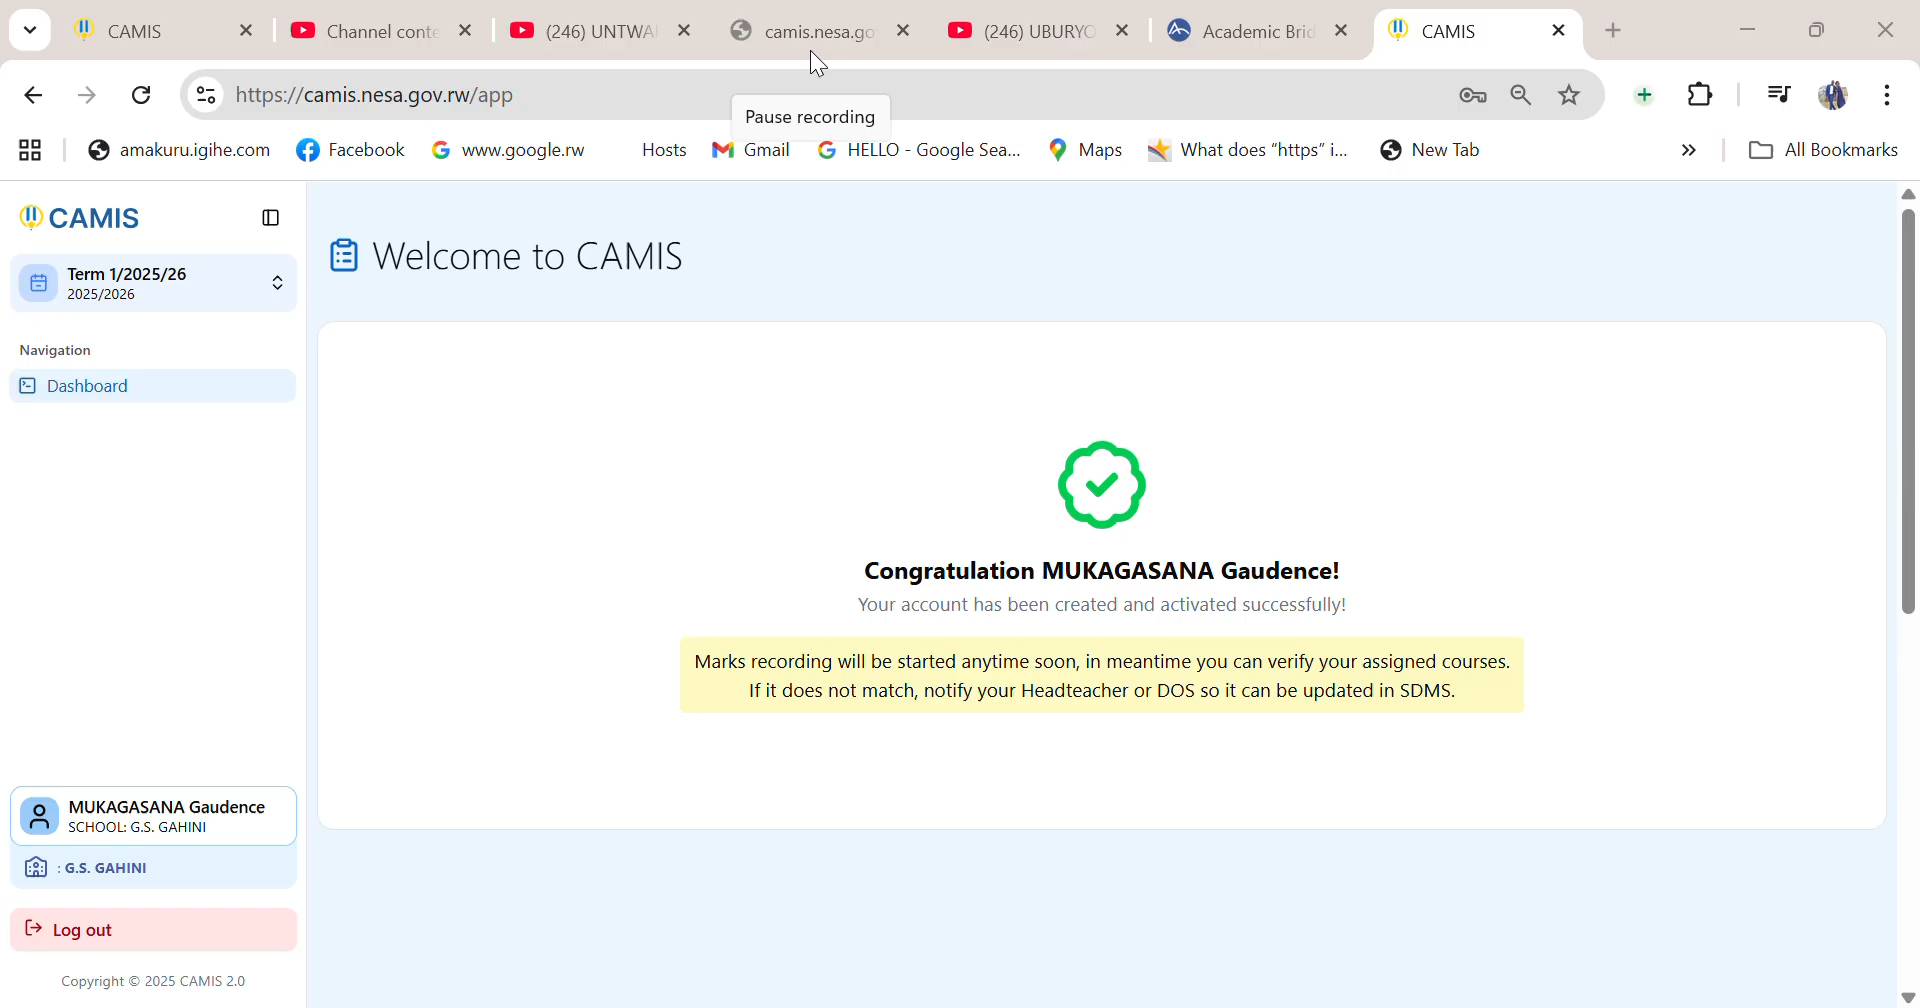 CAMIS
Channel conte
(246) UNTWA
camis.nesa.go
(246) UBURYO
Academic Brid
CAMIS
https://camis.nesa.gov.rw/app
Pause recording
amakuru.igihe.com
Facebook
www.google.rw
Hosts
Gmail
HELLO - Google Sea...
Maps
What does “https” i...
New Tab
All Bookmarks
CAMIS
Term 1/2025/26
2025/2026
Navigation
Dashboard
Welcome to CAMIS
Congratulation MUKAGASANA Gaudence!
Your account has been created and activated successfully!
Marks recording will be started anytime soon, in meantime you can verify your assigned courses.
If it does not match, notify your Headteacher or DOS so it can be updated in SDMS.
MUKAGASANA Gaudence
SCHOOL: G.S. GAHINI
: G.S. GAHINI
Log out
Copyright © 2025 CAMIS 2.0